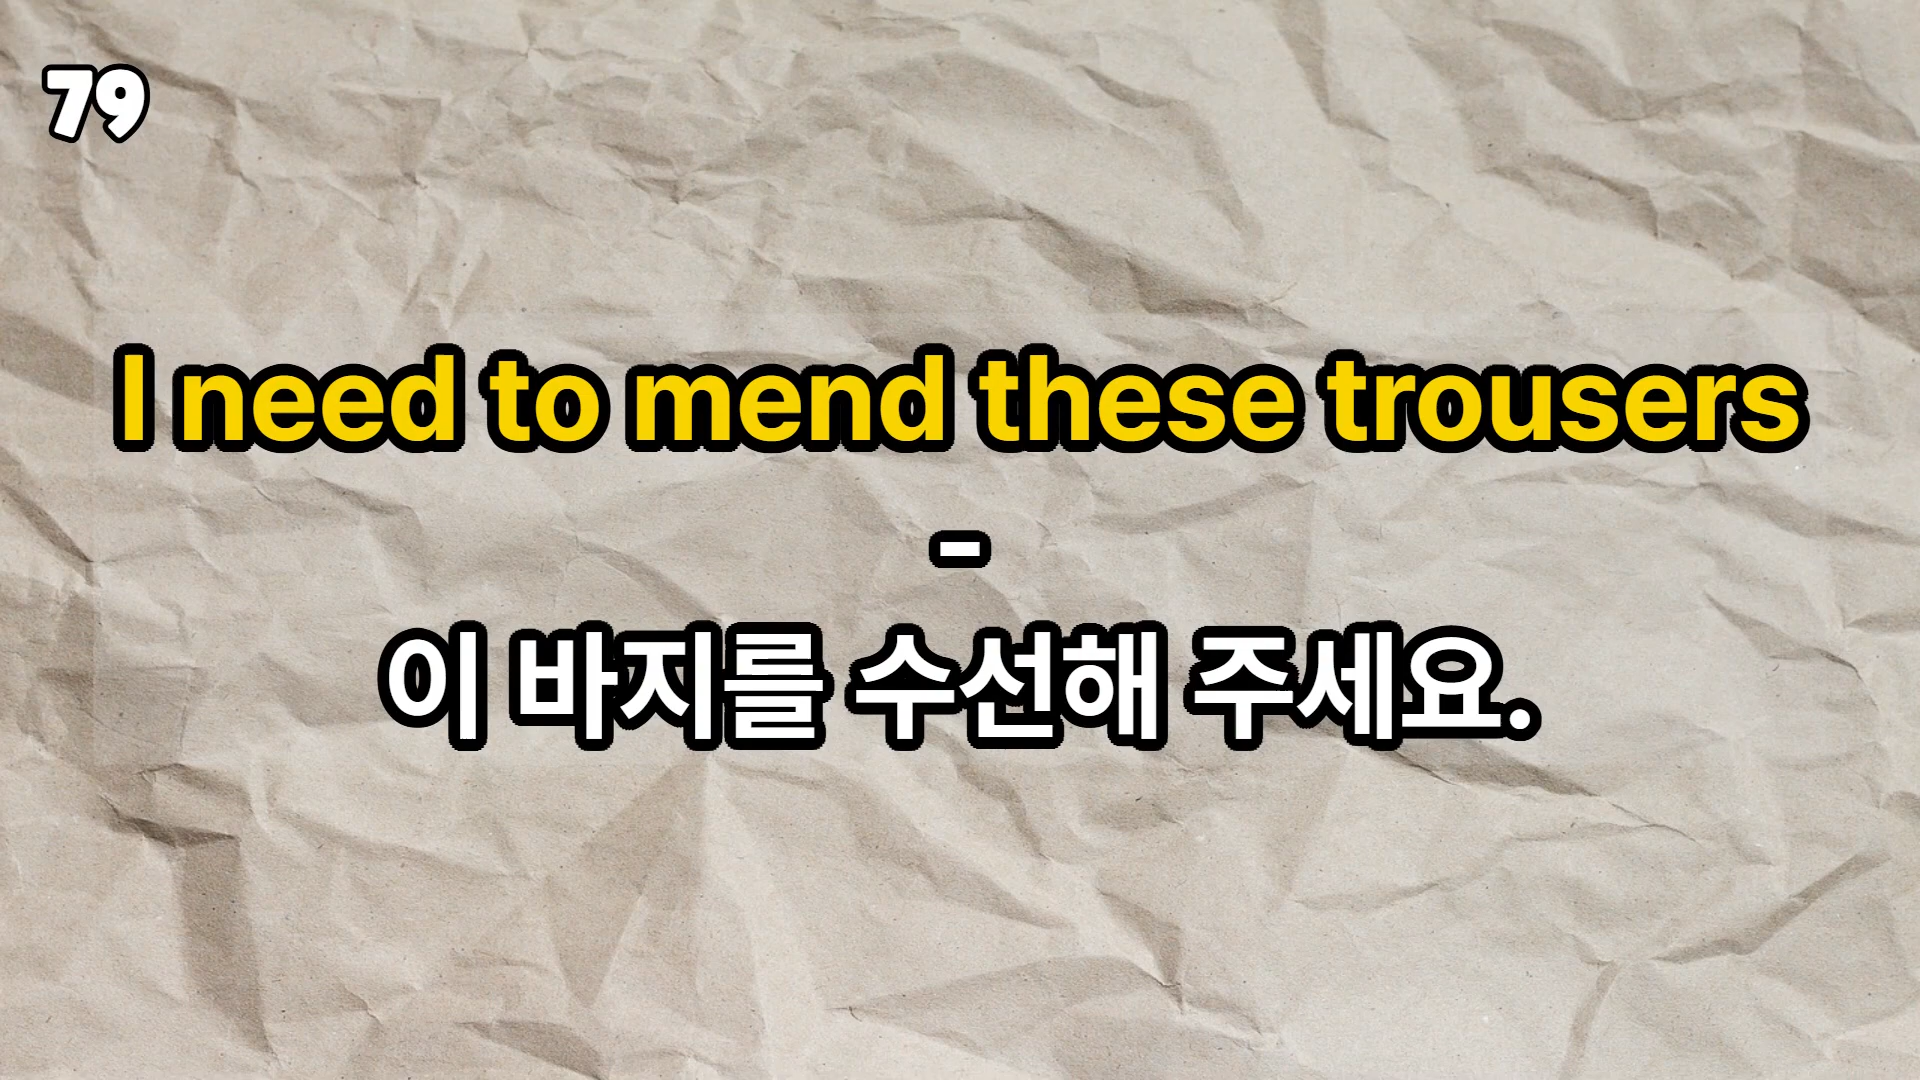 79
I need to mend these trousers
-
이 바지를 수선해 주세요.